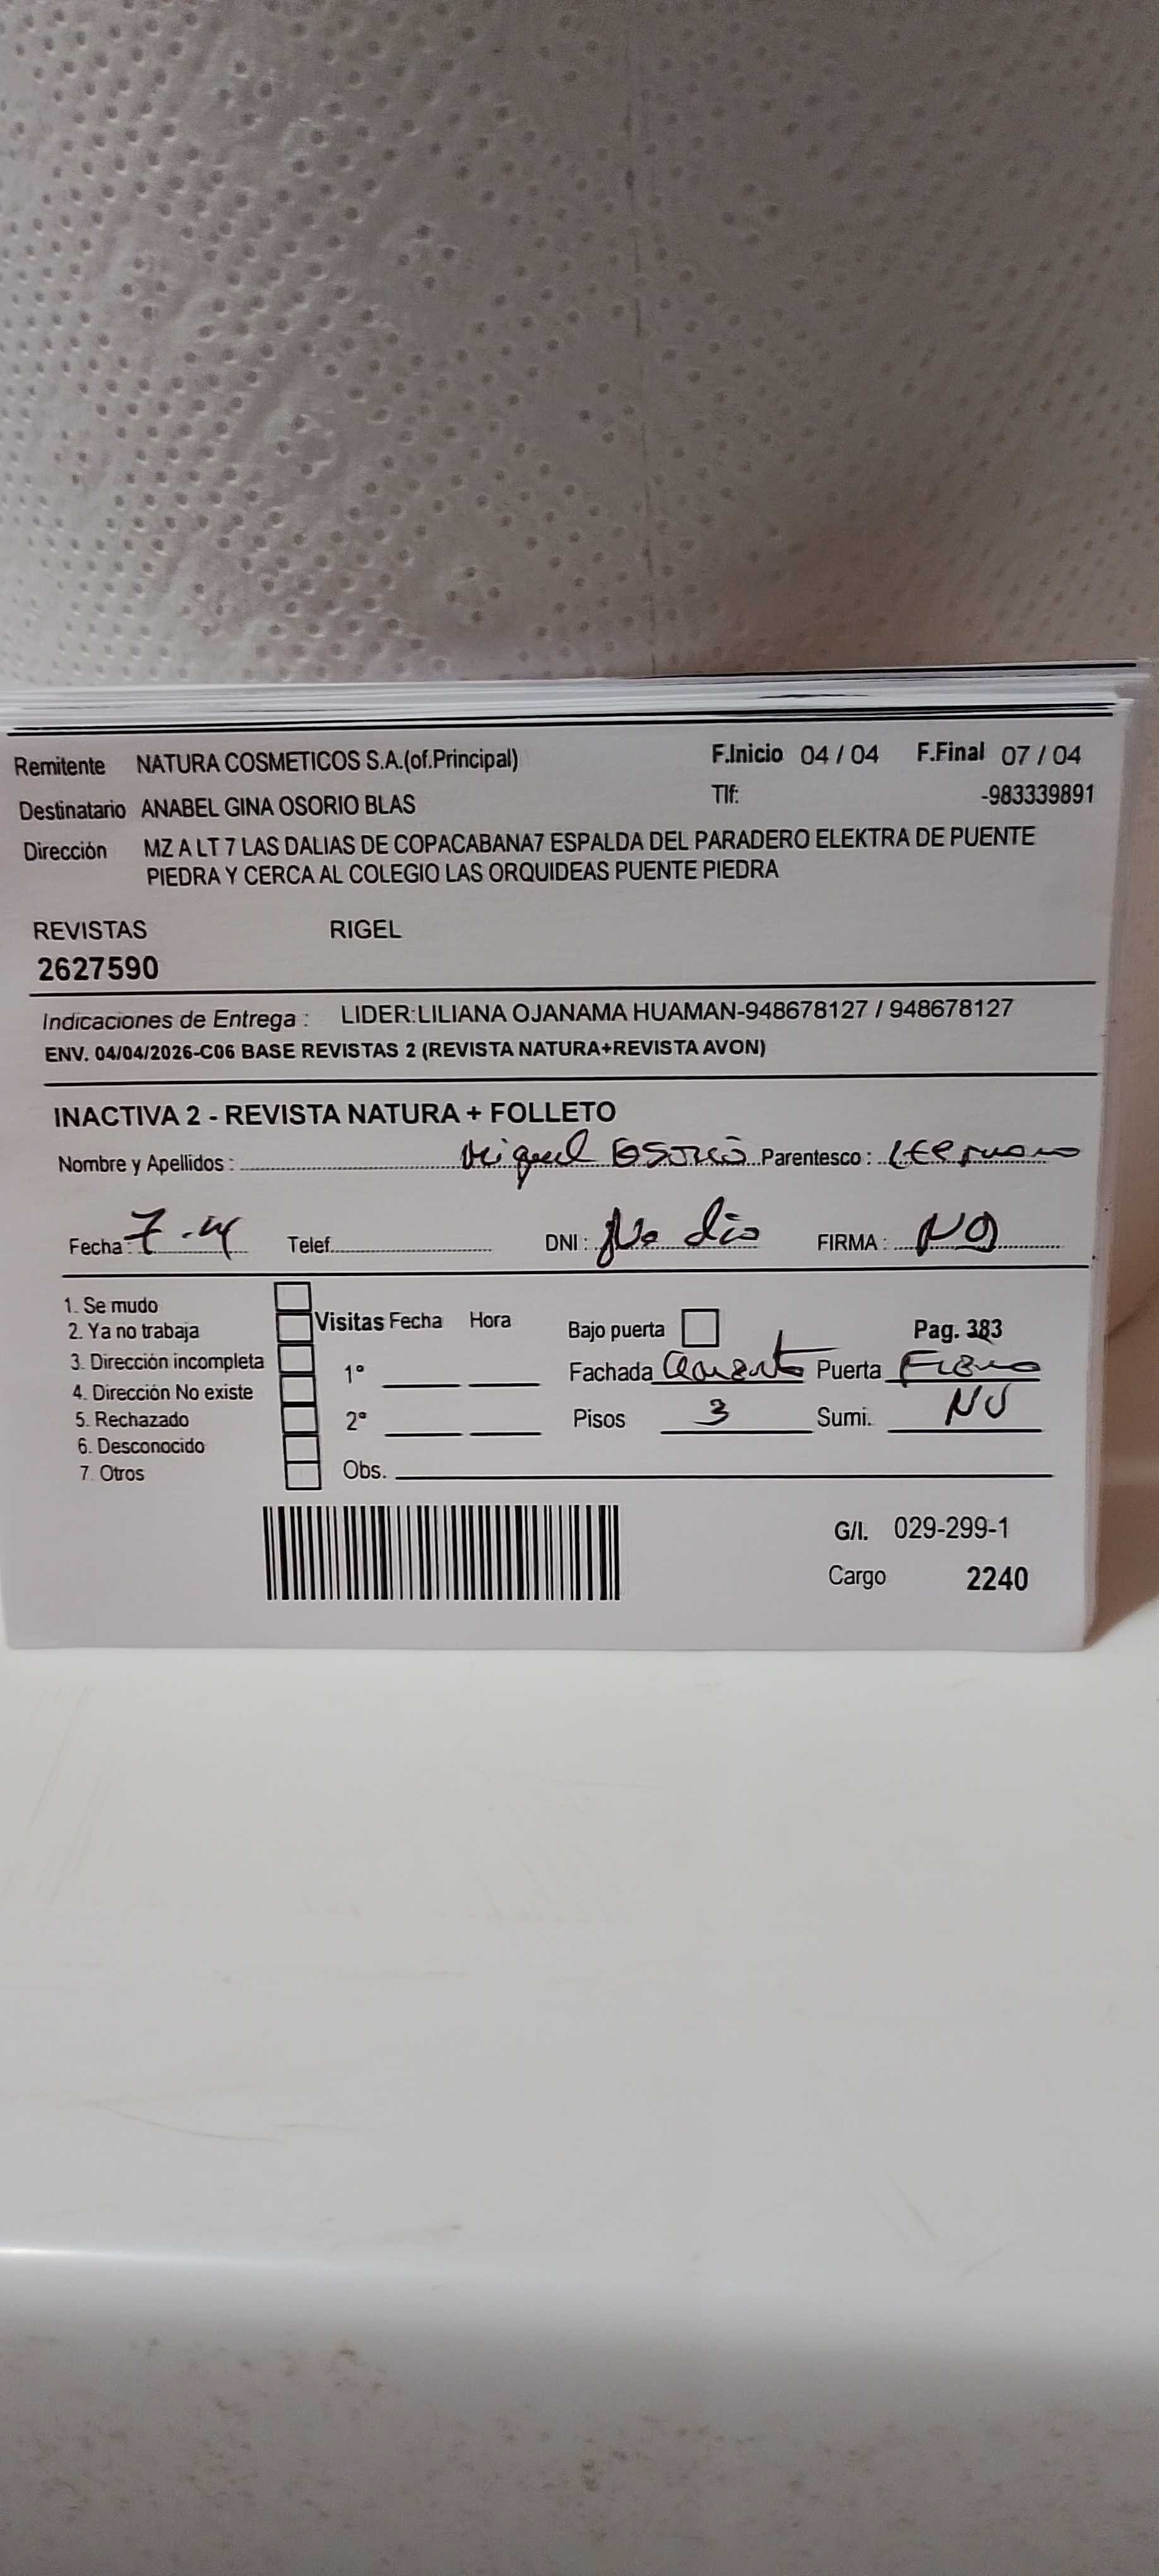 Remitente NATURA COSMETICOS S.A.(of.Principal) F.Inicio 04 / 04 F.Final 07 / 04
Destinatario ANABEL GINA OSORIO BLAS Tlf: -983339891
Dirección MZ A LT 7 LAS DALIAS DE COPACABANA7 ESPALDA DEL PARADERO ELEKTRA DE PUENTE
PIEDRA Y CERCA AL COLEGIO LAS ORQUIDEAS PUENTE PIEDRA
REVISTAS RIGEL
2627590
Indicaciones de Entrega : LIDER:LILIANA OJANAMA HUAMAN-948678127 / 948678127
ENV. 04/04/2026-C06 BASE REVISTAS 2 (REVISTA NATURA+REVISTA AVON)
INACTIVA 2 - REVISTA NATURA + FOLLETO
Nombre y Apellidos : Miguel Osorio Parentesco : Hermano
Fecha : 7-4 Telef. DNI : No dio FIRMA : NO
1. Se mudo
2. Ya no trabaja Visitas Fecha Hora Bajo puerta Pag. 383
3. Dirección incompleta 1° Fachada Cemento Puerta Fierro
4. Dirección No existe
5. Rechazado 2° Pisos 3 Sumi. NO
6. Desconocido
7. Otros Obs.
G/I. 029-299-1
Cargo 2240